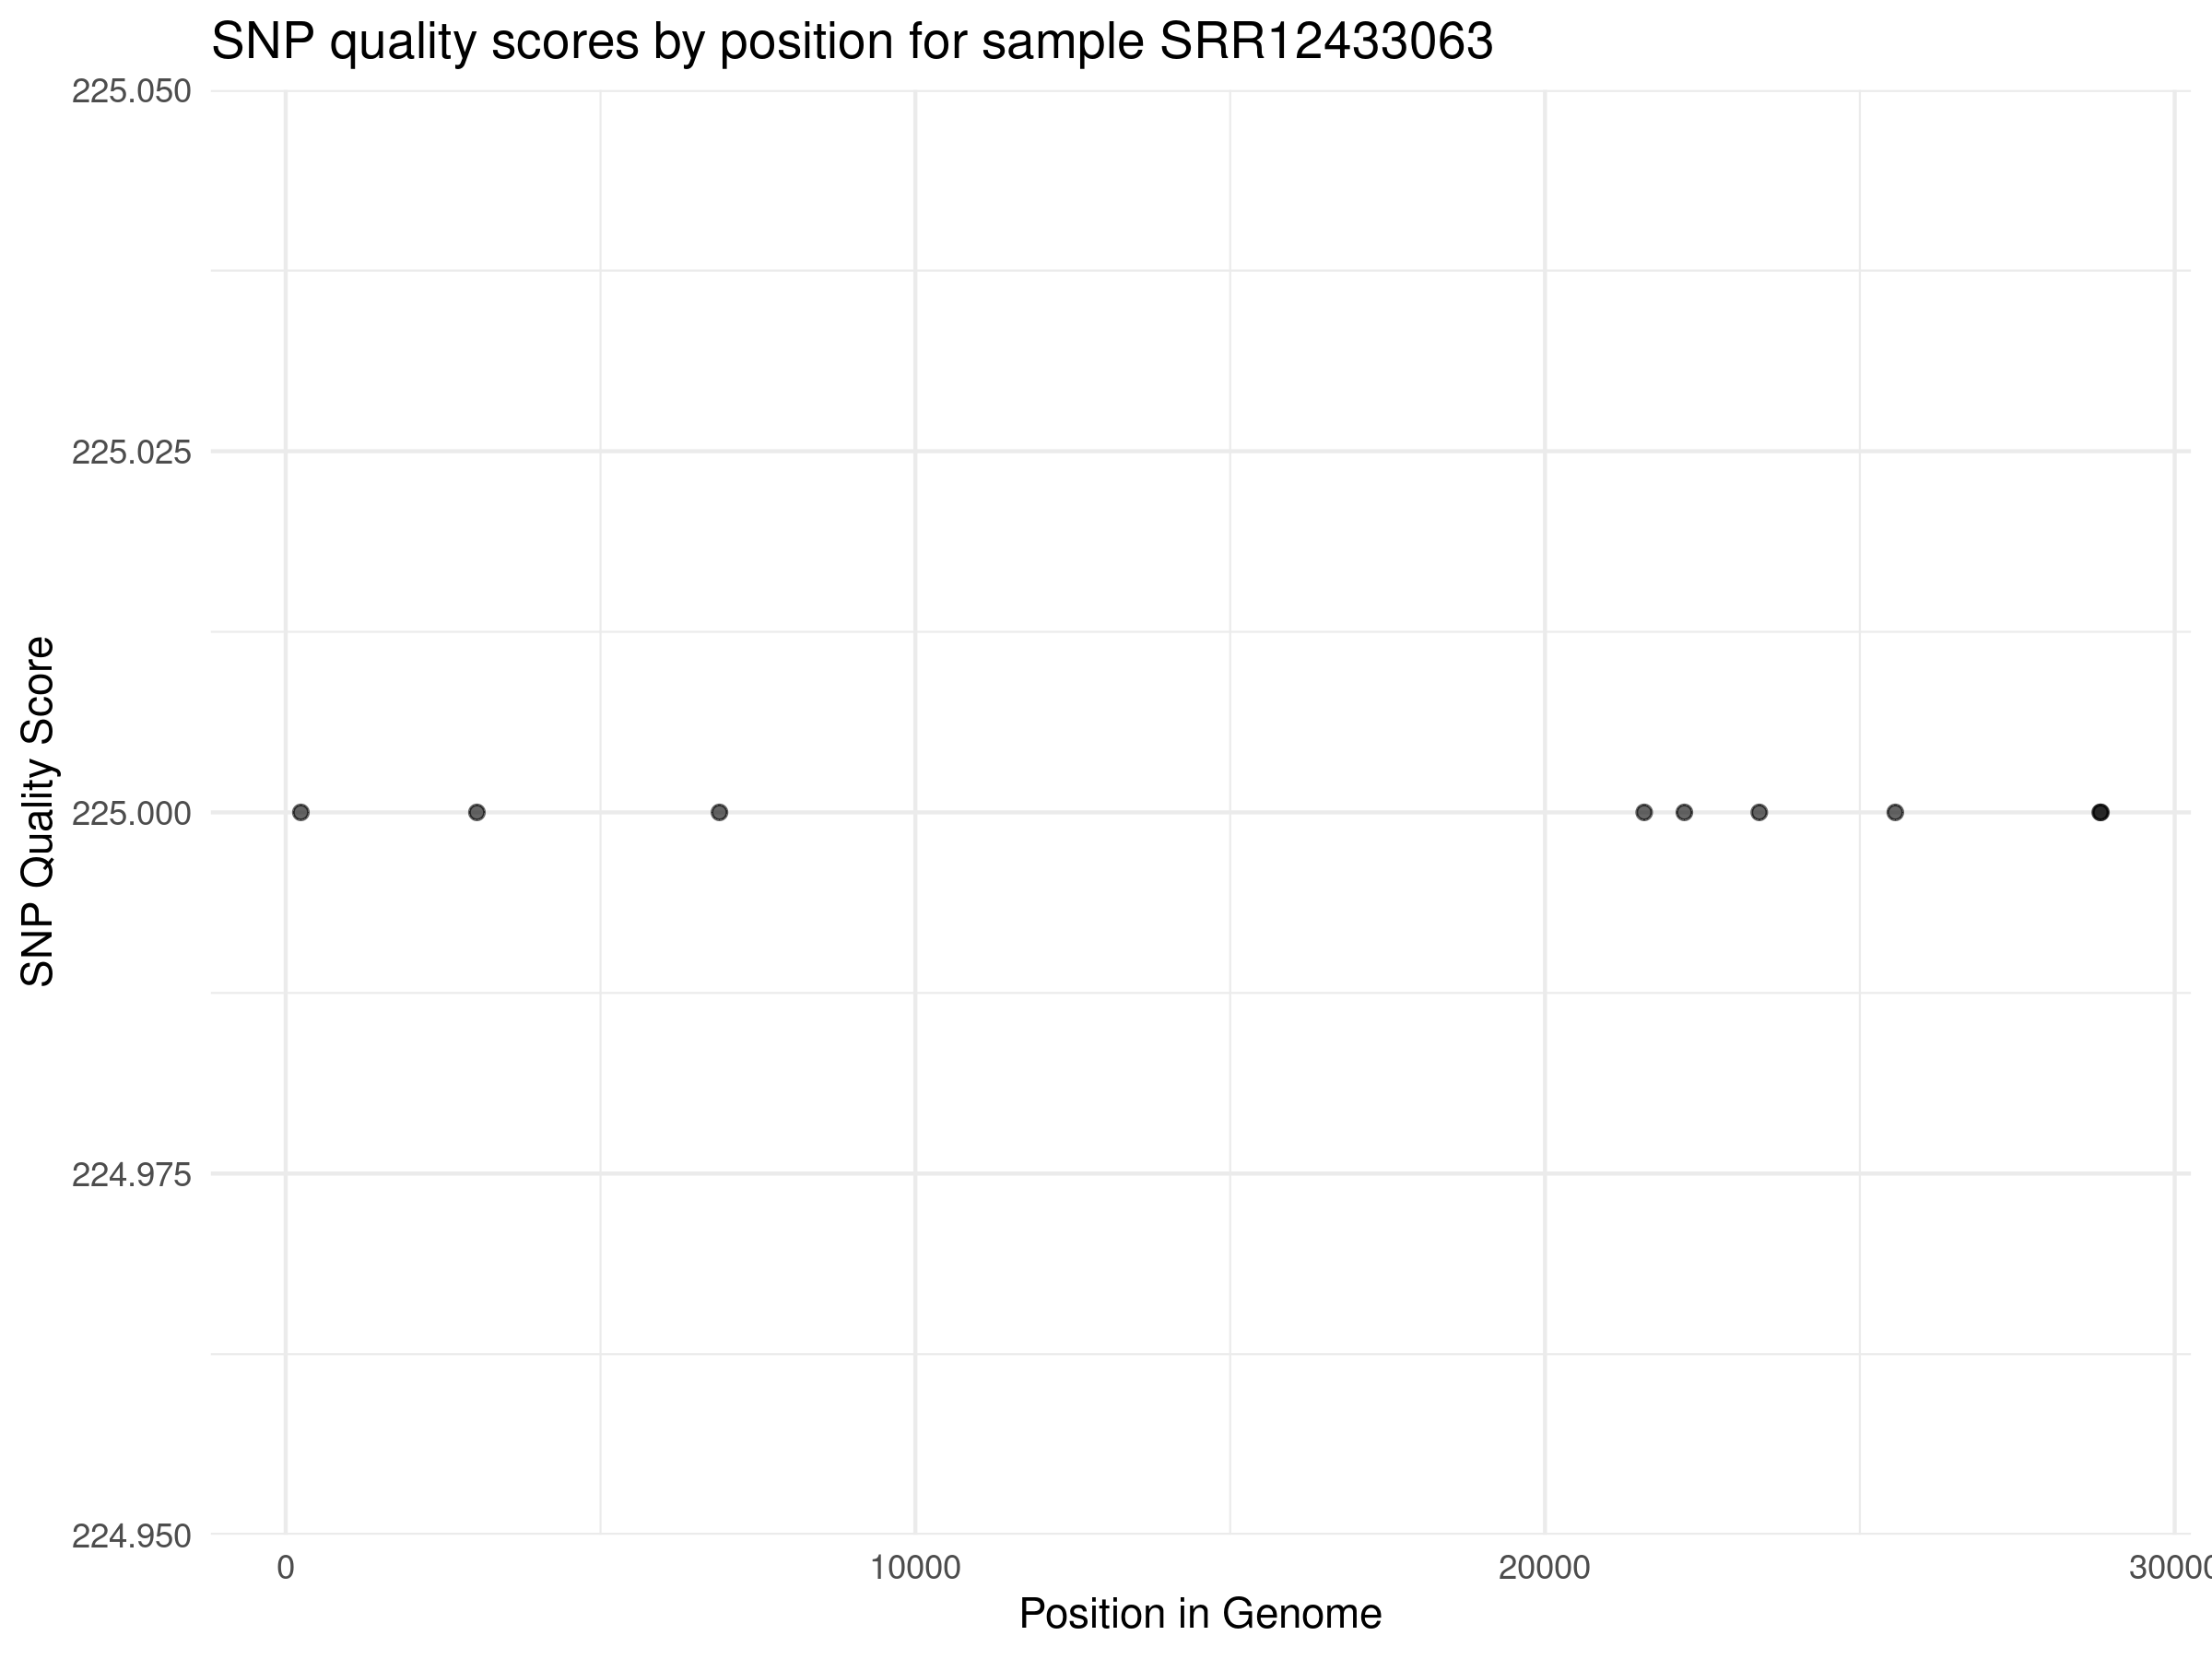 SNP quality scores by position for sample SRR12433063
225.050
225.025
225.000
224.975
224.950
SNP Quality Score
0 10000 20000 3000
Position in Genome